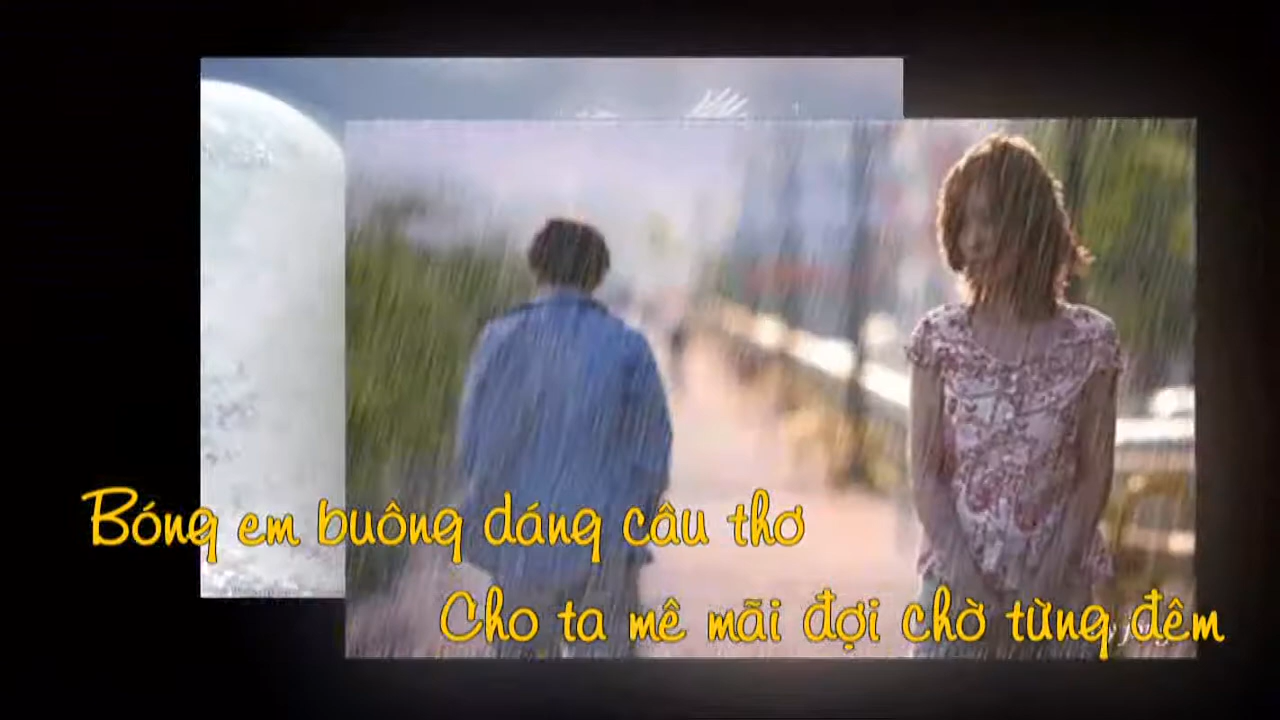 Bóng em buông dáng câu thơ
Cho ta mê mãi đợi chờ từng đêm